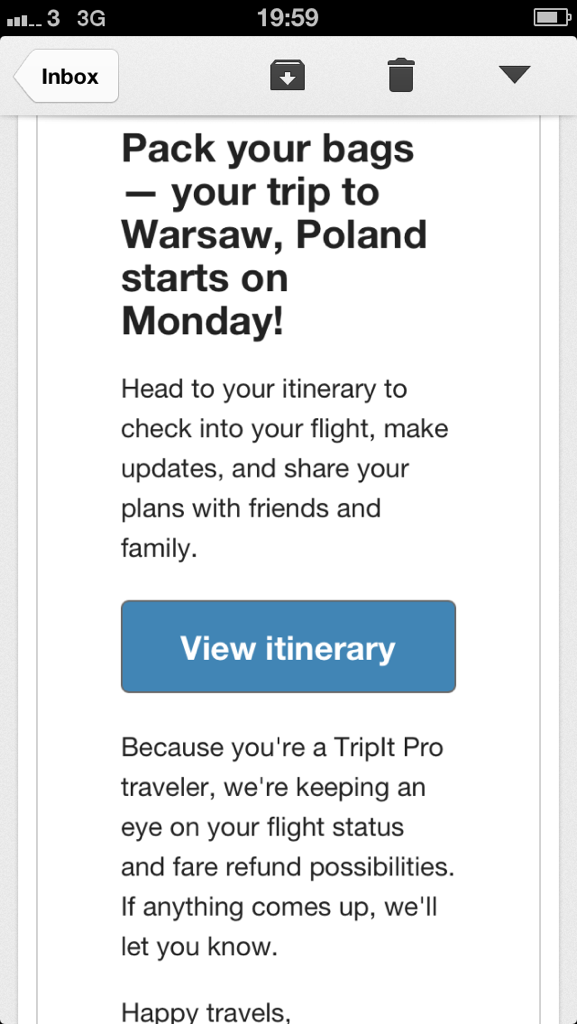 3 3G 19:59
Inbox
Pack your bags
— your trip to
Warsaw, Poland
starts on
Monday!
Head to your itinerary to
check into your flight, make
updates, and share your
plans with friends and
family.
View itinerary
Because you're a TripIt Pro
traveler, we're keeping an
eye on your flight status
and fare refund possibilities.
If anything comes up, we'll
let you know.
Happy travels,